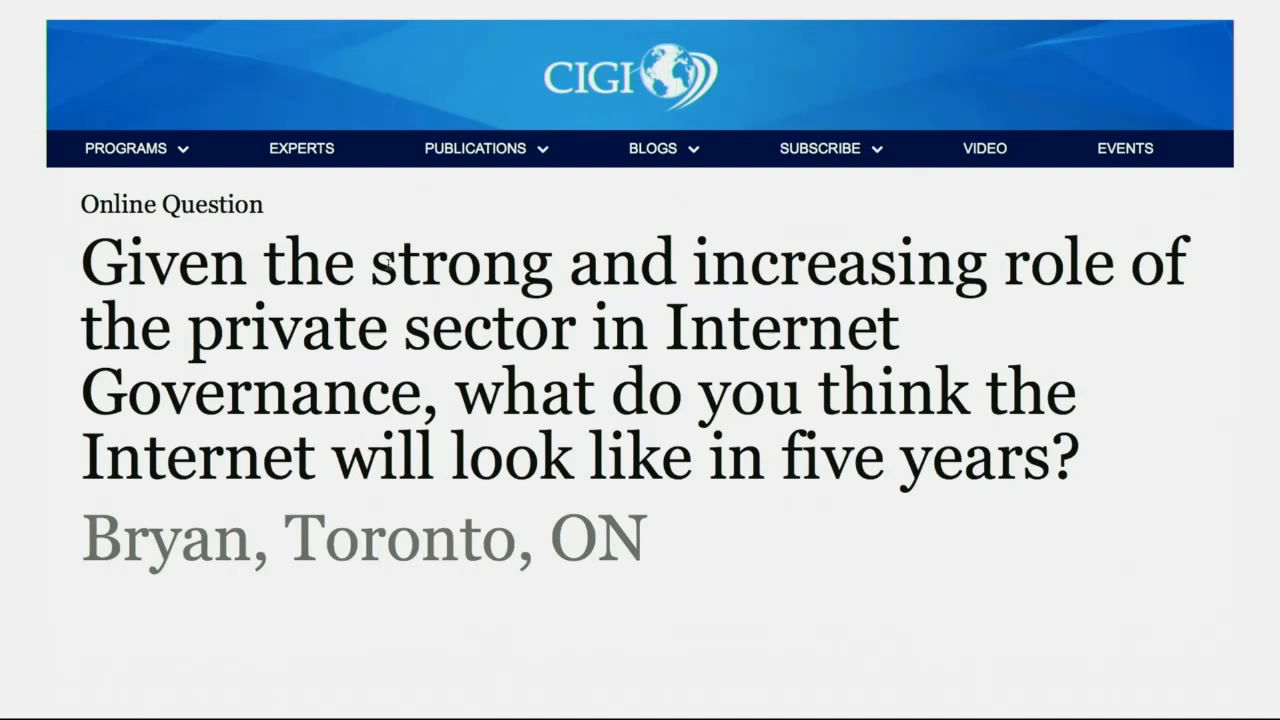 CIGI
PROGRAMS EXPERTS PUBLICATIONS BLOGS SUBSCRIBE VIDEO EVENTS
Online Question
Given the strong and increasing role of
the private sector in Internet
Governance, what do you think the
Internet will look like in five years?
Bryan, Toronto, ON